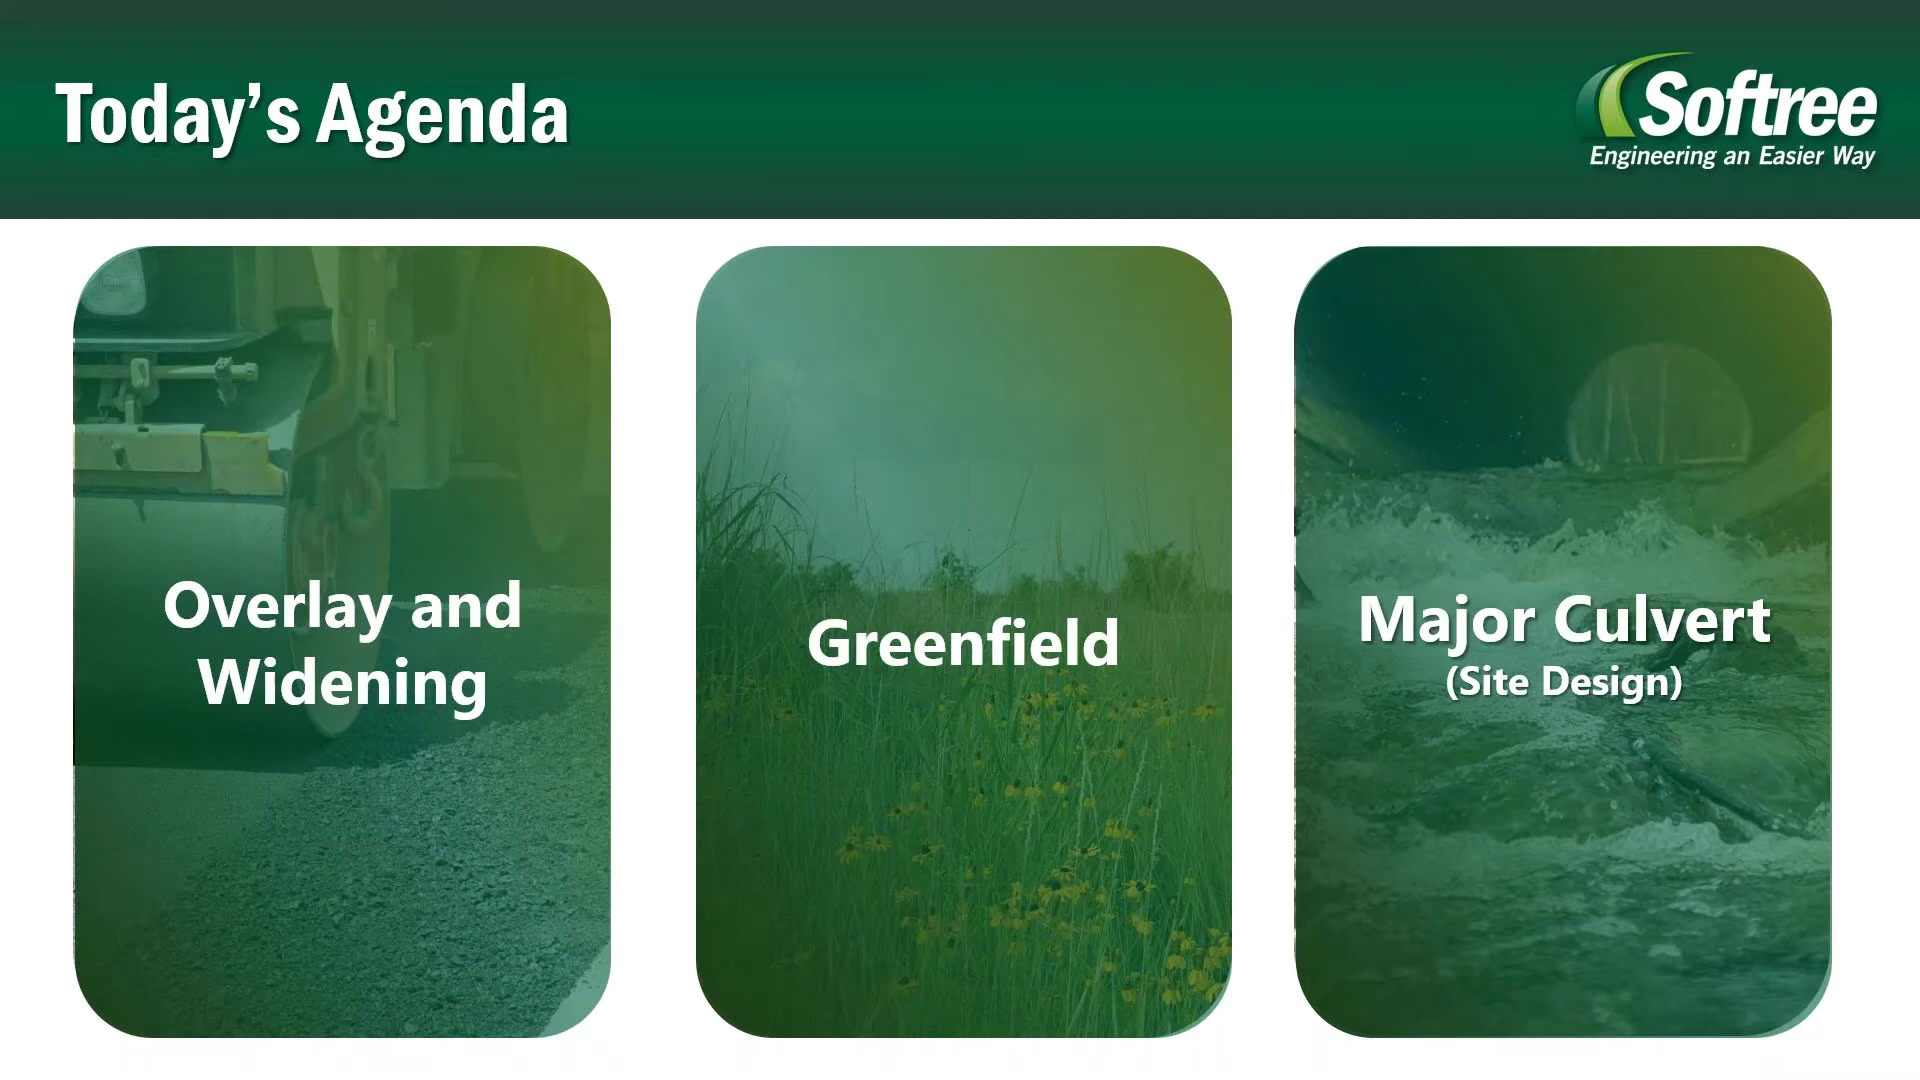 Today’s Agenda
Softree
Engineering an Easier Way
Overlay and
Widening
Greenfield
Major Culvert
(Site Design)